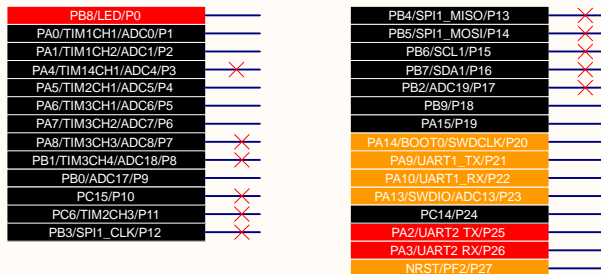 PB8/LED/P0
PA0/TIM1CH1/ADC0/P1
PA1/TIM1CH2/ADC1/P2
PA4/TIM14CH1/ADC4/P3
PA5/TIM2CH1/ADC5/P4
PA6/TIM3CH1/ADC6/P5
PA7/TIM3CH2/ADC7/P6
PA8/TIM3CH3/ADC8/P7
PB1/TIM3CH4/ADC18/P8
PB0/ADC17/P9
PC15/P10
PC6/TIM2CH3/P11
PB3/SPI1_CLK/P12
PB4/SPI1_MISO/P13
PB5/SPI1_MOSI/P14
PB6/SCL1/P15
PB7/SDA1/P16
PB2/ADC19/P17
PB9/P18
PA15/P19
PA14/BOOT0/SWDCLK/P20
PA9/UART1_TX/P21
PA10/UART1_RX/P22
PA13/SWDIO/ADC13/P23
PC14/P24
PA2/UART2 TX/P25
PA3/UART2 RX/P26
NRST/PF2/P27